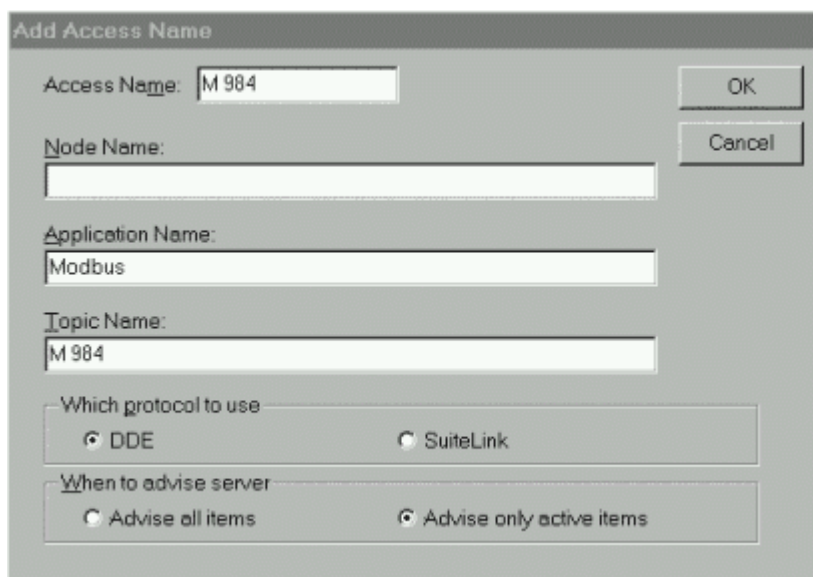 Add Access Name
Access Name: M 984
OK
Node Name:
Cancel
Application Name:
Modbus
Topic Name:
M 984
Which protocol to use
DDE SuiteLink
When to advise server
Advise all items Advise only active items